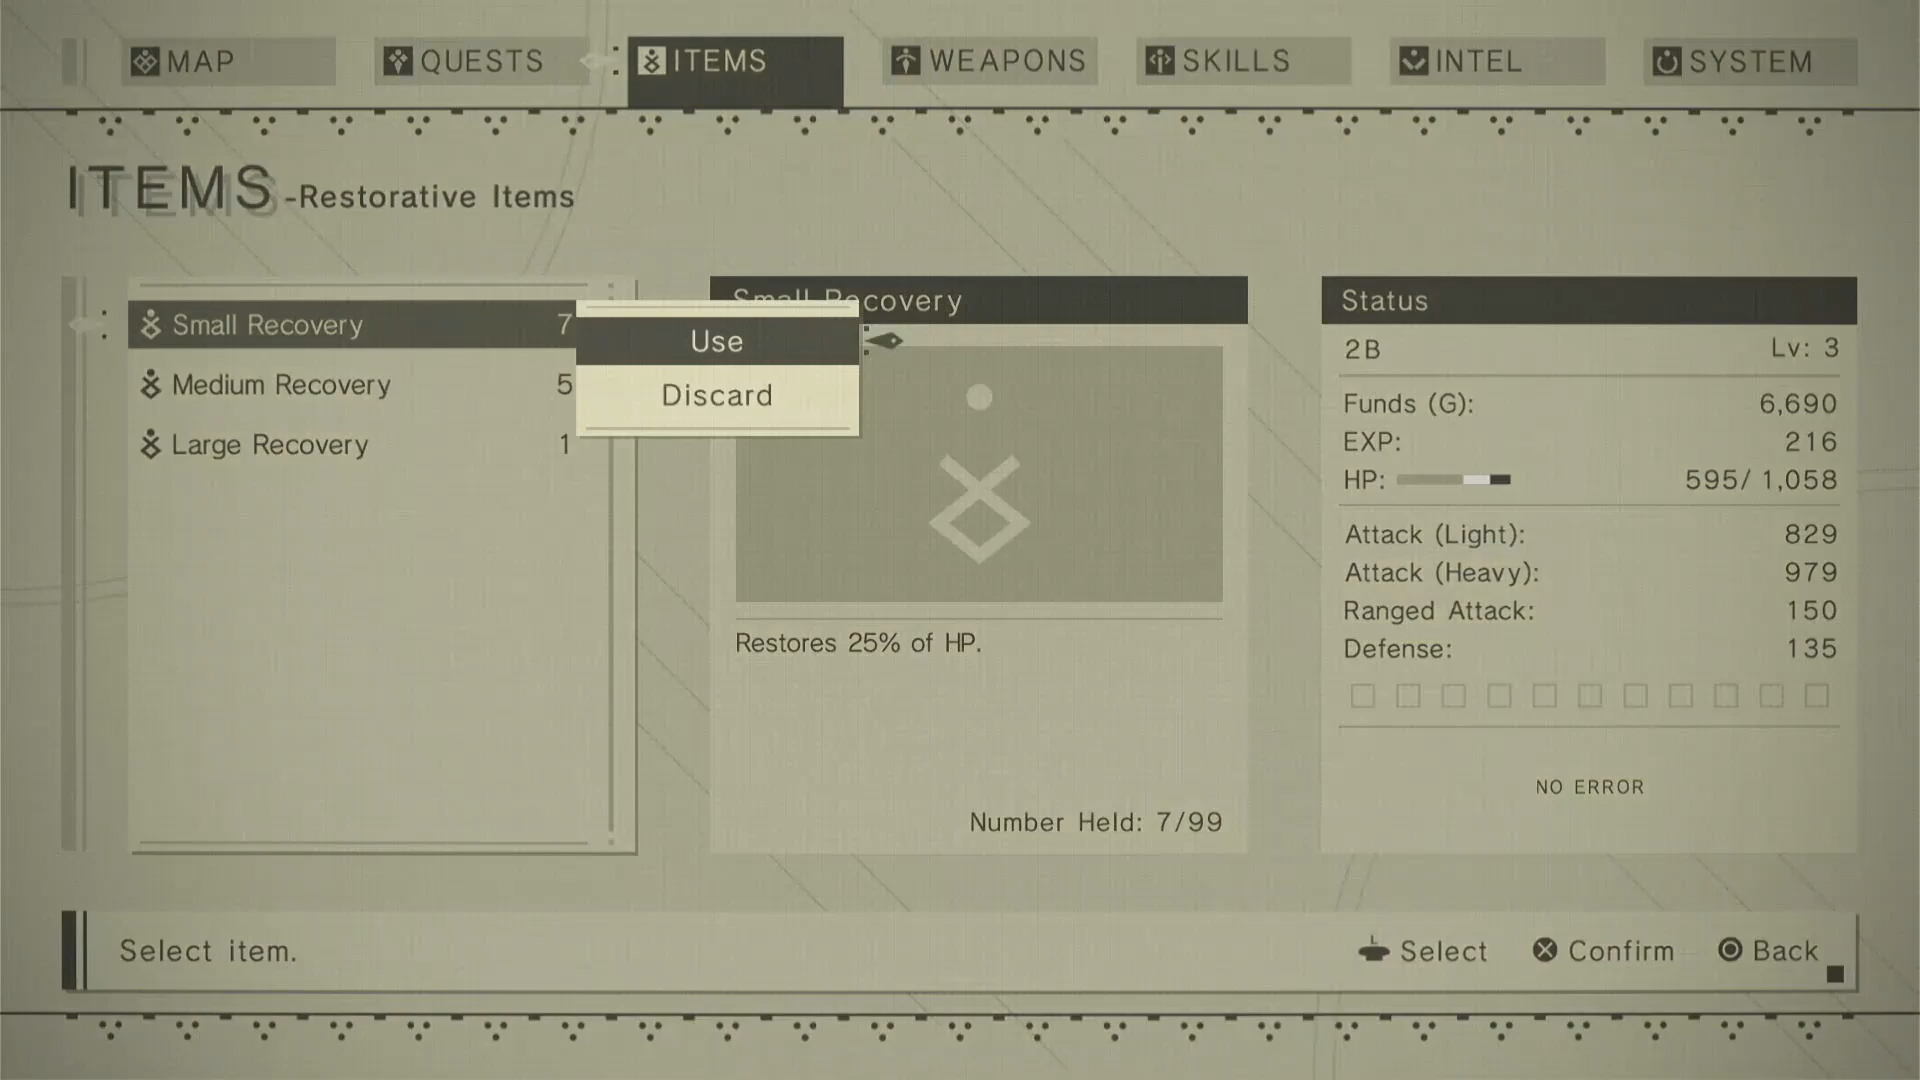 MAP QUESTS ITEMS WEAPONS SKILLS INTEL SYSTEM
ITEMS -Restorative Items
Small Recovery 7
Medium Recovery 5
Large Recovery 1
Use
Discard
Small Recovery
Restores 25% of HP.
Number Held: 7/99
Status
2B Lv: 3
Funds (G): 6,690
EXP: 216
HP: 595/ 1,058
Attack (Light): 829
Attack (Heavy): 979
Ranged Attack: 150
Defense: 135
NO ERROR
Select item.
L Select Confirm Back